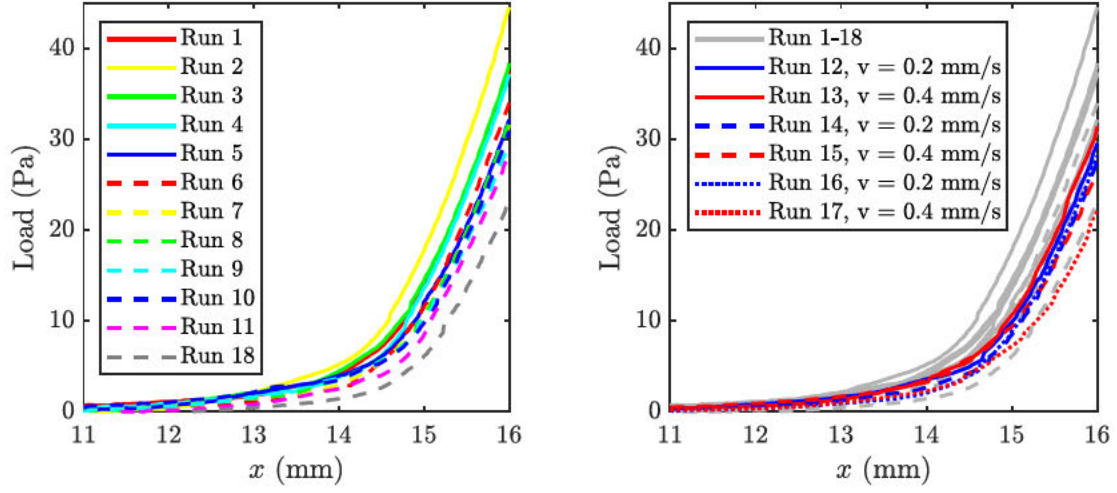 40
30
20
10
0
Load (Pa)
Run 1
Run 2
Run 3
Run 4
Run 5
Run 6
Run 7
Run 8
Run 9
Run 10
Run 11
Run 18
11 12 13 14 15 16
x (mm)
40
30
20
10
0
Load (Pa)
Run 1-18
Run 12, v = 0.2 mm/s
Run 13, v = 0.4 mm/s
Run 14, v = 0.2 mm/s
Run 15, v = 0.4 mm/s
Run 16, v = 0.2 mm/s
Run 17, v = 0.4 mm/s
11 12 13 14 15 16
x (mm)